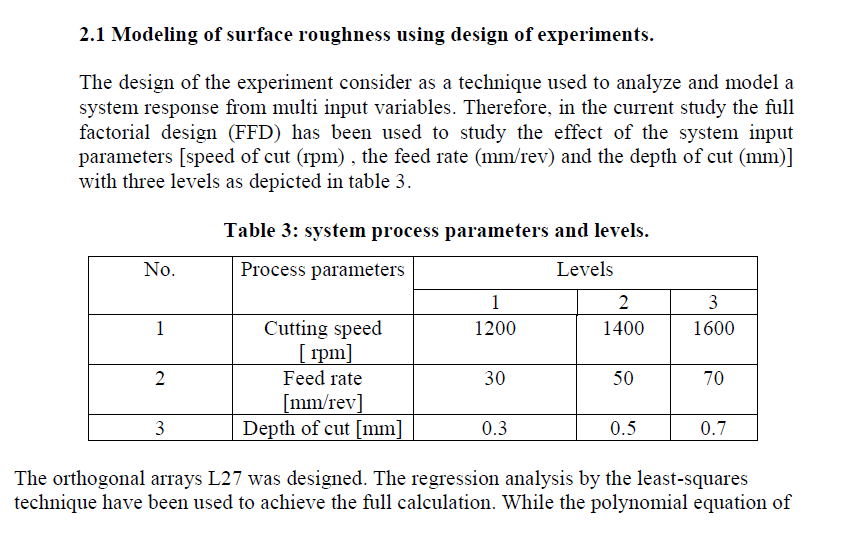 2.1 Modeling of surface roughness using design of experiments.
The design of the experiment consider as a technique used to analyze and model a
system response from multi input variables. Therefore, in the current study the full
factorial design (FFD) has been used to study the effect of the system input
parameters [speed of cut (rpm) , the feed rate (mm/rev) and the depth of cut (mm)]
with three levels as depicted in table 3.
Table 3: system process parameters and levels.
No. Process parameters Levels
1 2 3
1 Cutting speed 1200 1400 1600
[ rpm]
2 Feed rate 30 50 70
[mm/rev]
3 Depth of cut [mm] 0.3 0.5 0.7
The orthogonal arrays L27 was designed. The regression analysis by the least-squares
technique have been used to achieve the full calculation. While the polynomial equation of